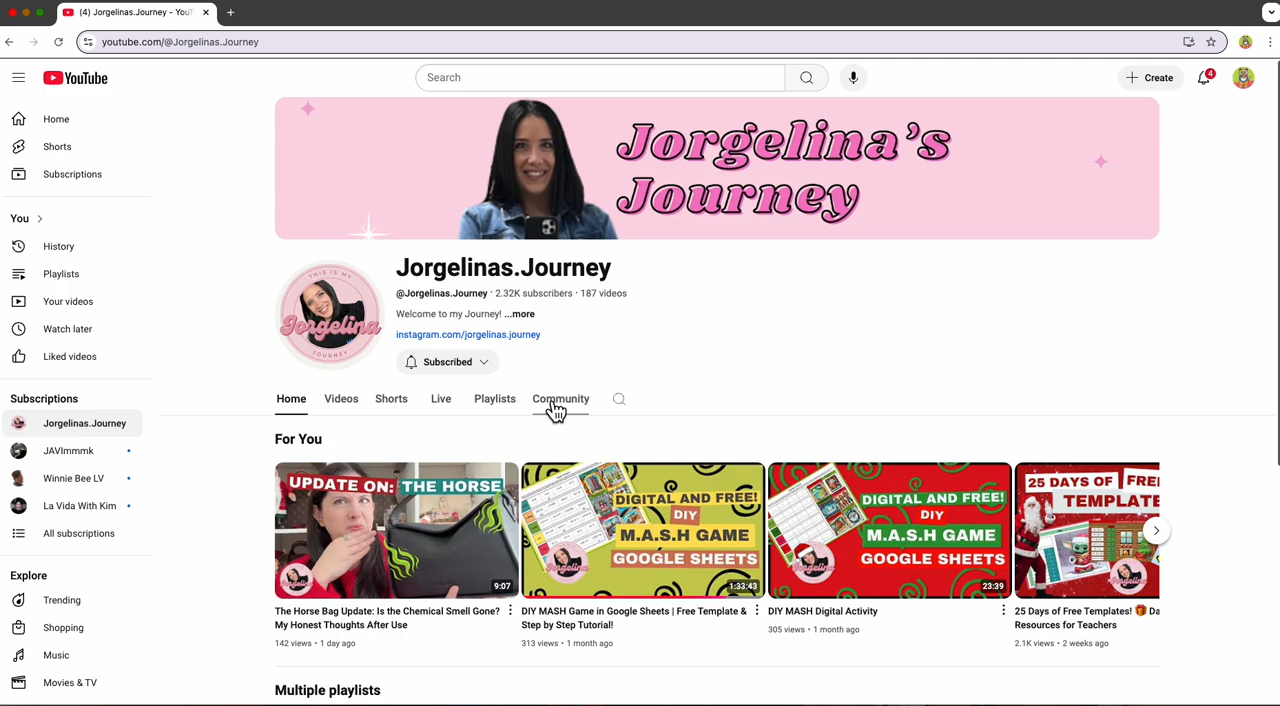 (4) Jorgelinas.Journey - YouT
youtube.com/@Jorgelinas.Journey
YouTube
Search
Create
4
Home
Shorts
Subscriptions
You
History
Playlists
Your videos
Watch later
Liked videos
Subscriptions
Jorgelinas.Journey
JAVImmmk
Winnie Bee LV
La Vida With Kim
All subscriptions
Explore
Trending
Shopping
Music
Movies & TV
Jorgelina's
Journey
THIS IS MY
Jorgelina
JOURNEY
Jorgelinas.Journey
@Jorgelinas.Journey · 2.32K subscribers · 187 videos
Welcome to my Journey! ...more
instagram.com/jorgelinas.journey
Subscribed
Home Videos Shorts Live Playlists Community
For You
UPDATE ON: THE HORSE
9:07
The Horse Bag Update: Is the Chemical Smell Gone?
My Honest Thoughts After Use
142 views · 1 day ago
DIGITAL AND FREE!
DIY
M.A.S.H GAME
GOOGLE SHEETS
1:33:43
DIY MASH Game in Google Sheets | Free Template &
Step by Step Tutorial!
313 views · 1 month ago
DIGITAL AND FREE!
DIY
M.A.S.H GAME
GOOGLE SHEETS
23:39
DIY MASH Digital Activity
305 views · 1 month ago
25 DAYS OF FRE
TEMPLATE
25 Days of Free Templates! 🎁 Da
Resources for Teachers
2.1K views · 2 weeks ago
Multiple playlists